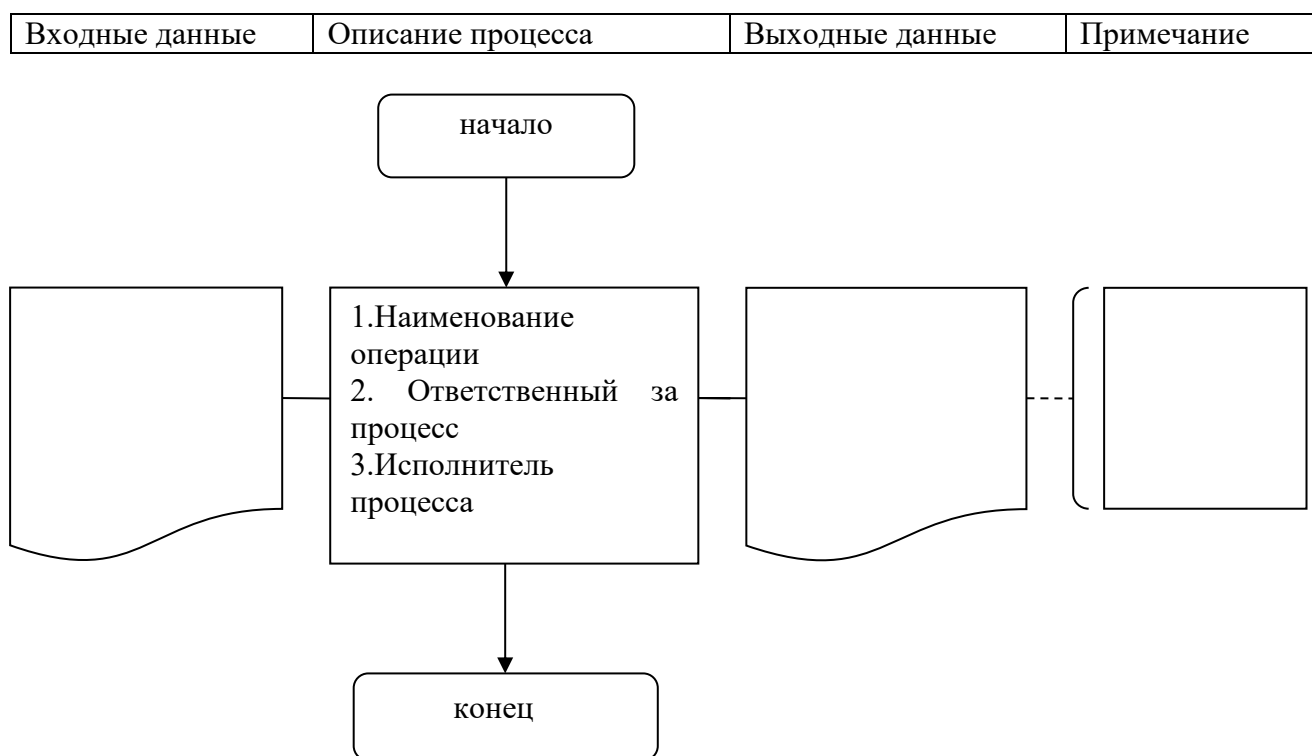 Входные данные Описание процесса Выходные данные Примечание
начало
1.Наименование
операции
2. Ответственный за
процесс
3.Исполнитель
процесса
конец